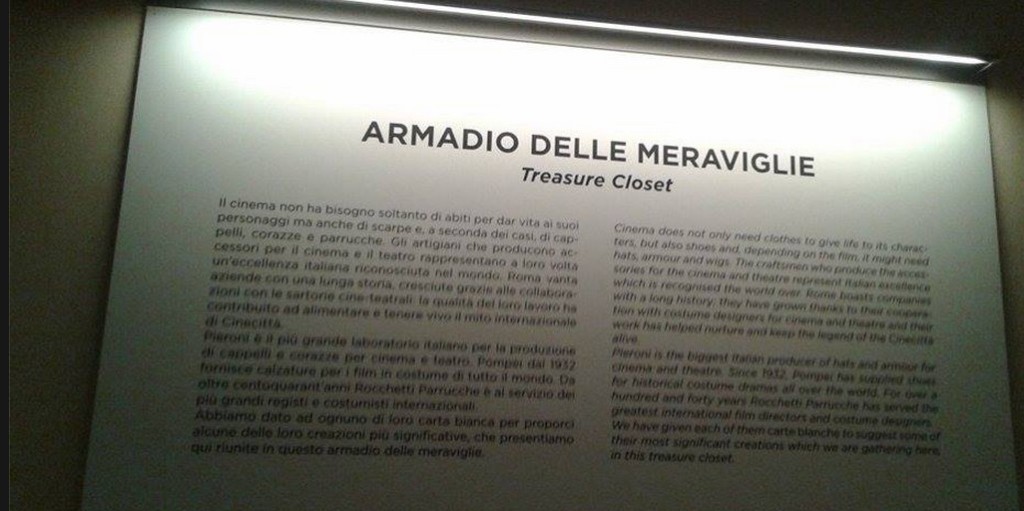 ARMADIO DELLE MERAVIGLIE
Treasure Closet
Il cinema non ha bisogno soltanto di abiti per dar vita ai suoi
personaggi ma anche di scarpe e, a seconda dei casi, di cap-
pelli, corazze e parrucche. Gli artigiani che producono ac-
cessori per il cinema e il teatro rappresentano a loro volta
un'eccellenza italiana riconosciuta nel mondo. Roma vanta
aziende con una lunga storia, cresciute grazie alle collabora-
zioni con le sartorie cine-teatrali: la qualità del loro lavoro ha
contribuito ad alimentare e tenere vivo il mito internazionale
di Cinecittà.
Pieroni è il più grande laboratorio italiano per la produzione
di cappelli e corazze per cinema e teatro. Pompei dal 1932
fornisce calzature per i film in costume di tutto il mondo. Da
oltre centoquarant'anni Rocchetti Parrucche è al servizio dei
più grandi registi e costumisti internazionali.
Abbiamo dato ad ognuno di loro carta bianca per proporci
alcune delle loro creazioni più significative, che presentiamo
qui riunite in questo armadio delle meraviglie.
Cinema does not only need clothes to give life to its charac-
ters, but also shoes and, depending on the film, it might need
hats, armour and wigs. The craftsmen who produce the acces-
sories for the cinema and theatre represent Italian excellence
which is recognised the world over. Rome boasts companies
with a long history; they have grown thanks to their coopera-
tion with costume designers for cinema and theatre and their
work has helped nurture and keep the legend of the Cinecittà
alive.
Pieroni is the biggest Italian producer of hats and armour for
cinema and theatre. Since 1932, Pompei has supplied shoes
for historical costume dramas all over the world. For over a
hundred and forty years Rocchetti Parrucche has served the
greatest international film directors and costume designers.
We have given each of them carte blanche to suggest some of
their most significant creations which we are gathering here,
in this treasure closet.